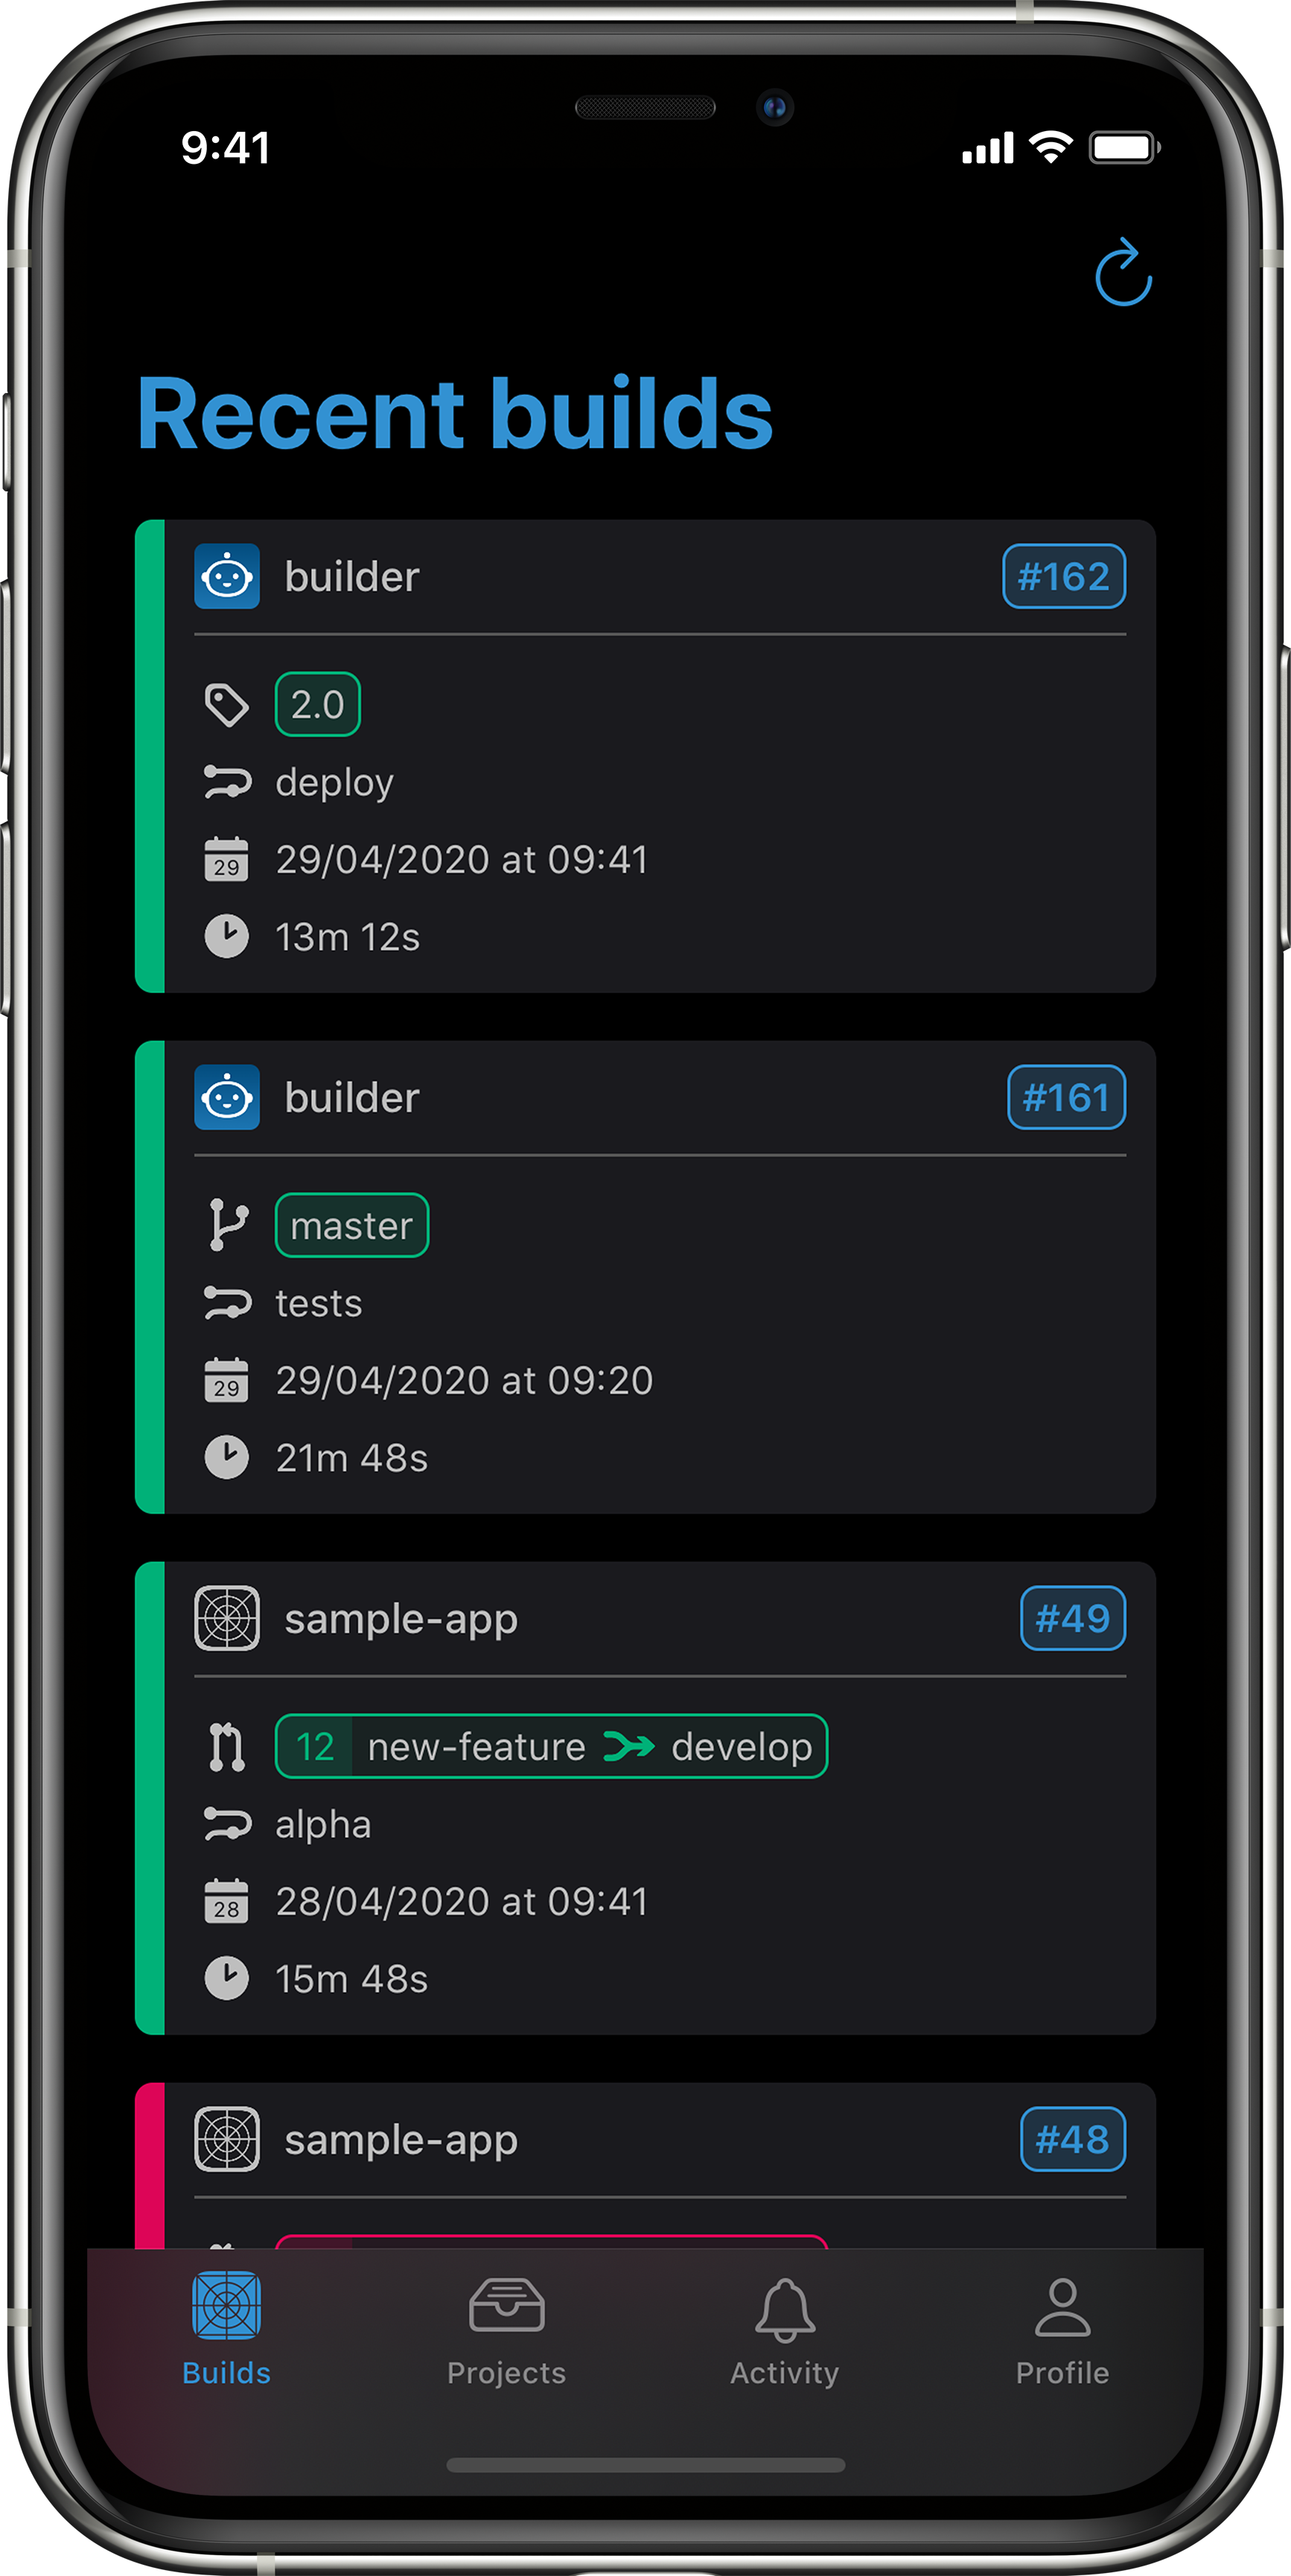 9:41
Recent builds
builder #162
2.0
deploy
29 29/04/2020 at 09:41
13m 12s
builder #161
master
tests
29 29/04/2020 at 09:20
21m 48s
sample-app #49
12 new-feature develop
alpha
28 28/04/2020 at 09:41
15m 48s
sample-app #48
Builds Projects Activity Profile